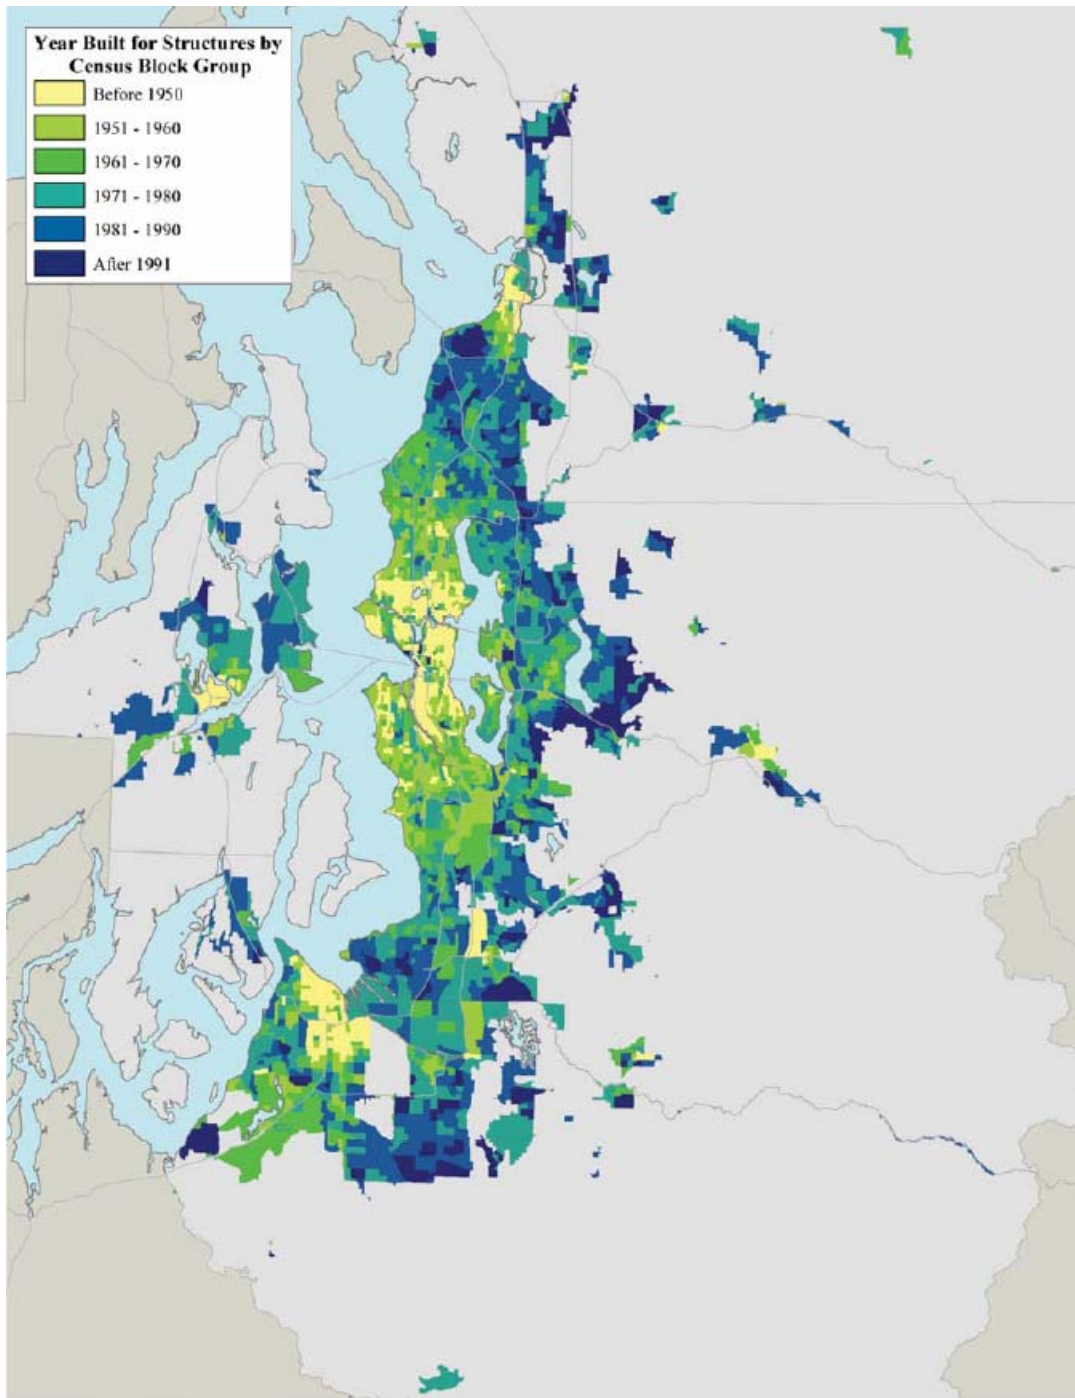 Year Built for Structures by
Census Block Group
Before 1950
1951 - 1960
1961 - 1970
1971 - 1980
1981 - 1990
After 1991